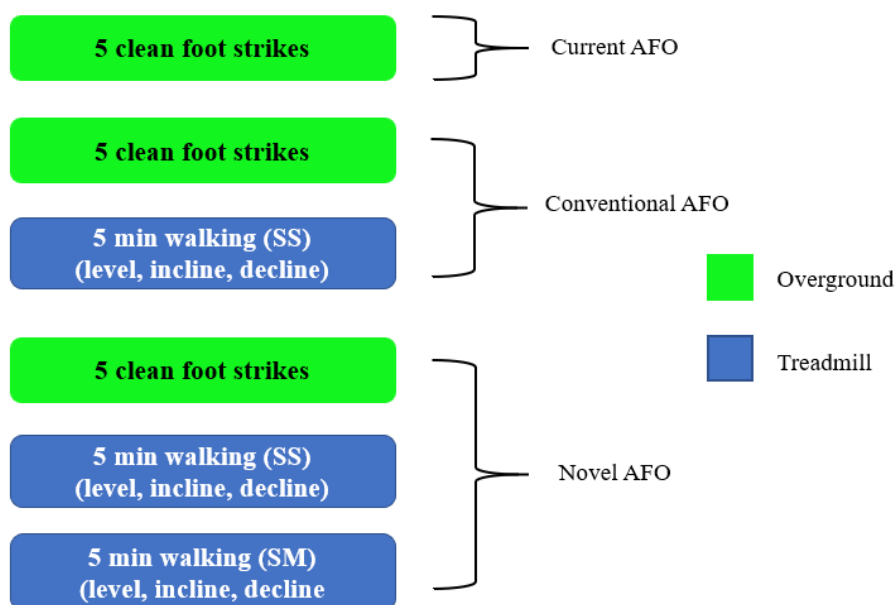 5 clean foot strikes
Current AFO
5 clean foot strikes
Conventional AFO
5 min walking (SS)
(level, incline, decline)
Overground
Treadmill
5 clean foot strikes
5 min walking (SS)
(level, incline, decline)
Novel AFO
5 min walking (SM)
(level, incline, decline